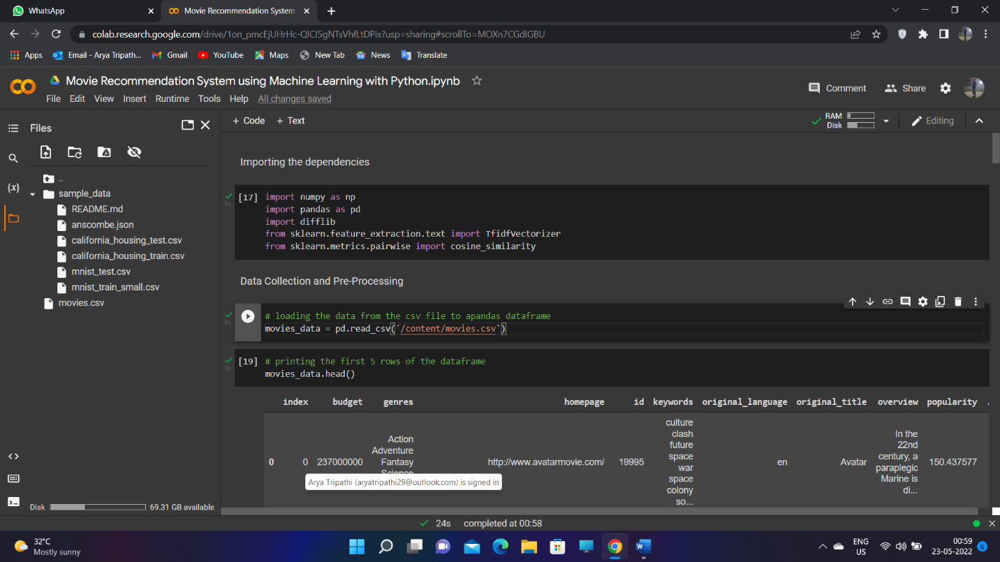 WhatsApp
Movie Recommendation System
colab.research.google.com/drive/1on_pmcEjUHrHc-QlCI5gNTsVhfLtDPix?usp=sharing#scrollTo=MOXn7CGdIGBU
Apps Email - Arya Tripath... Gmail YouTube Maps New Tab News Translate
Movie Recommendation System using Machine Learning with Python.ipynb
File Edit View Insert Runtime Tools Help All changes saved
Comment Share
Files
+ Code + Text
RAM
Disk
Editing
..
sample_data
README.md
anscombe.json
california_housing_test.csv
california_housing_train.csv
mnist_test.csv
mnist_train_small.csv
movies.csv
{x}
Disk 69.31 GB available
Importing the dependencies
0s
[17] import numpy as np
import pandas as pd
import difflib
from sklearn.feature_extraction.text import TfidfVectorizer
from sklearn.metrics.pairwise import cosine_similarity
Data Collection and Pre-Processing
0s
# loading the data from the csv file to apandas dataframe
movies_data = pd.read_csv('/content/movies.csv')
0s
[19] # printing the first 5 rows of the dataframe
movies_data.head()
index budget genres homepage id keywords original_language original_title overview popularity .
0 0 237000000
Action
Adventure
Fantasy
http://www.avatarmovie.com/ 19995
culture
clash
future
space
war
space
colony
so...
en Avatar
In the
22nd
century, a
paraplegic
Marine is
di...
150.437577
Arya Tripathi (aryatripathi29@outlook.com) is signed in
24s completed at 00:58
32°C
Mostly sunny
ENG
US
00:59
23-05-2022
6